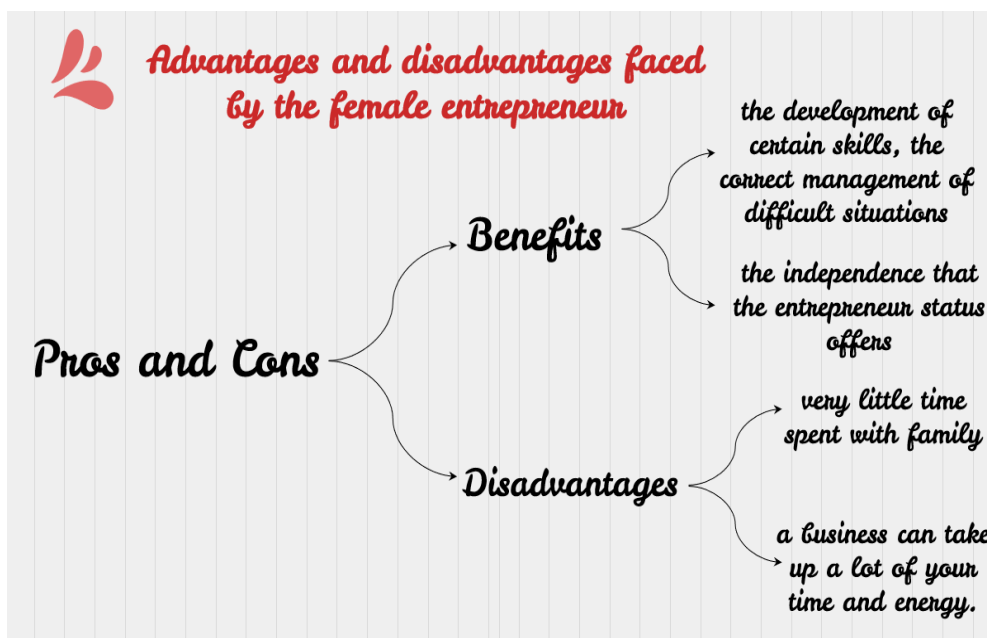 Advantages and disadvantages faced
by the female entrepreneur
Pros and Cons
Benefits
the development of
certain skills, the
correct management of
difficult situations
the independence that
the entrepreneur status
offers
Disadvantages
very little time
spent with family
a business can take
up a lot of your
time and energy.